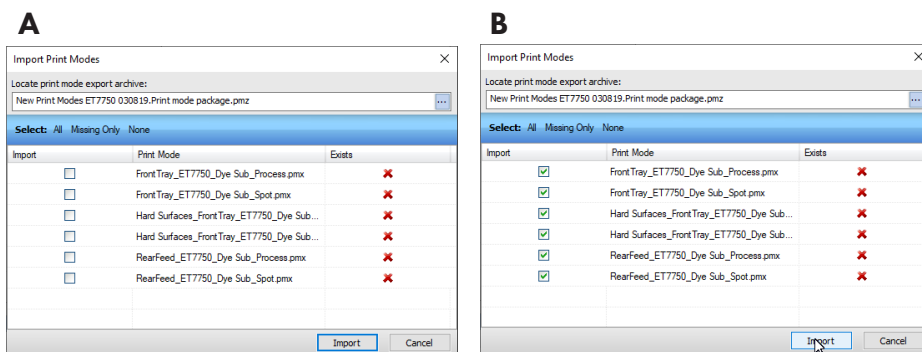 A
Import Print Modes
Locate print mode export archive:
New Print Modes ET7750 030819.Print mode package.pmz ...
Select: All Missing Only None
Import Print Mode Exists
FrontTray_ET7750_Dye Sub_Process.pmx
FrontTray_ET7750_Dye Sub_Spot.pmx
Hard Surfaces_FrontTray_ET7750_Dye Sub...
Hard Surfaces_FrontTray_ET7750_Dye Sub...
RearFeed_ET7750_Dye Sub_Process.pmx
RearFeed_ET7750_Dye Sub_Spot.pmx
Import Cancel
B
Import Print Modes
Locate print mode export archive:
New Print Modes ET7750 030819.Print mode package.pmz ...
Select: All Missing Only None
Import Print Mode Exists
FrontTray_ET7750_Dye Sub_Process.pmx
FrontTray_ET7750_Dye Sub_Spot.pmx
Hard Surfaces_FrontTray_ET7750_Dye Sub...
Hard Surfaces_FrontTray_ET7750_Dye Sub...
RearFeed_ET7750_Dye Sub_Process.pmx
RearFeed_ET7750_Dye Sub_Spot.pmx
Import Cancel